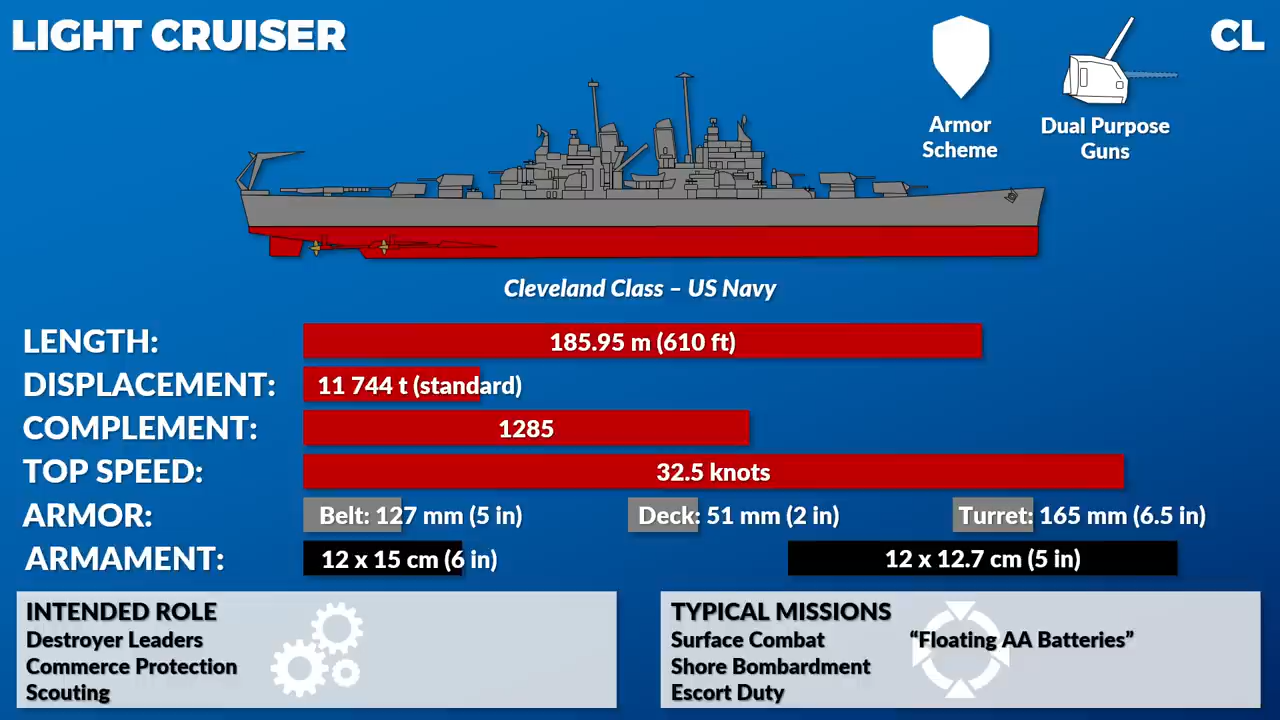 LIGHT CRUISER
CL
Armor
Scheme
Dual Purpose
Guns
Cleveland Class – US Navy
LENGTH: 185.95 m (610 ft)
DISPLACEMENT: 11 744 t (standard)
COMPLEMENT: 1285
TOP SPEED: 32.5 knots
ARMOR: Belt: 127 mm (5 in) Deck: 51 mm (2 in) Turret: 165 mm (6.5 in)
ARMAMENT: 12 x 15 cm (6 in) 12 x 12.7 cm (5 in)
INTENDED ROLE
Destroyer Leaders
Commerce Protection
Scouting
TYPICAL MISSIONS
Surface Combat “Floating AA Batteries”
Shore Bombardment
Escort Duty